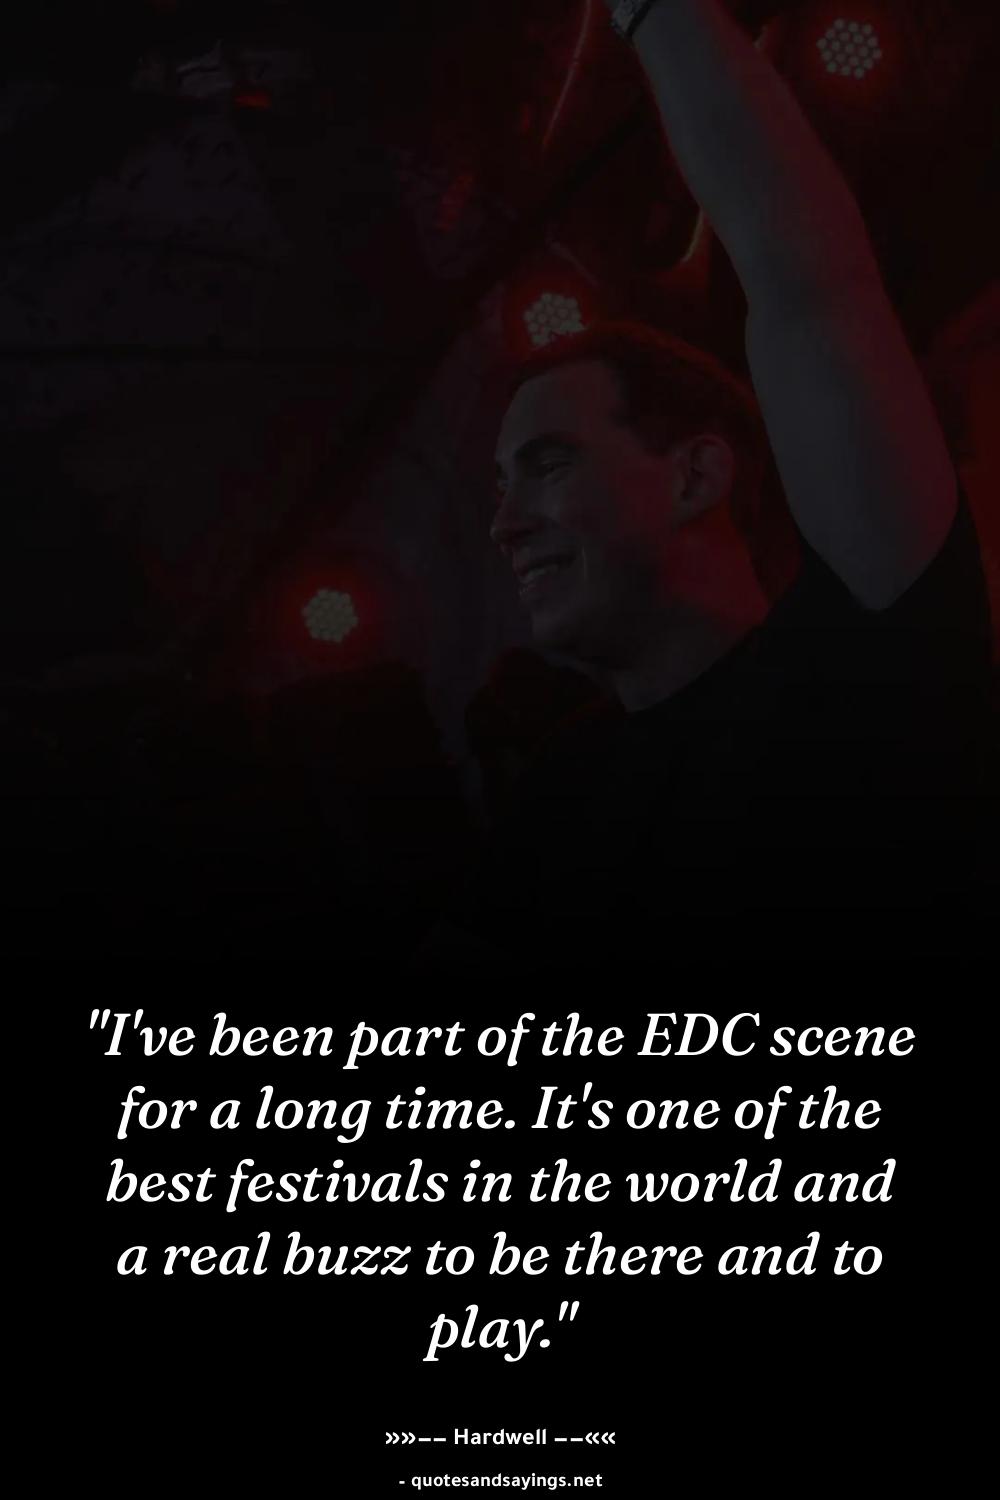 "I've been part of the EDC scene
for a long time. It's one of the
best festivals in the world and
a real buzz to be there and to
play."
»»−− Hardwell −−««
- quotesandsayings.net